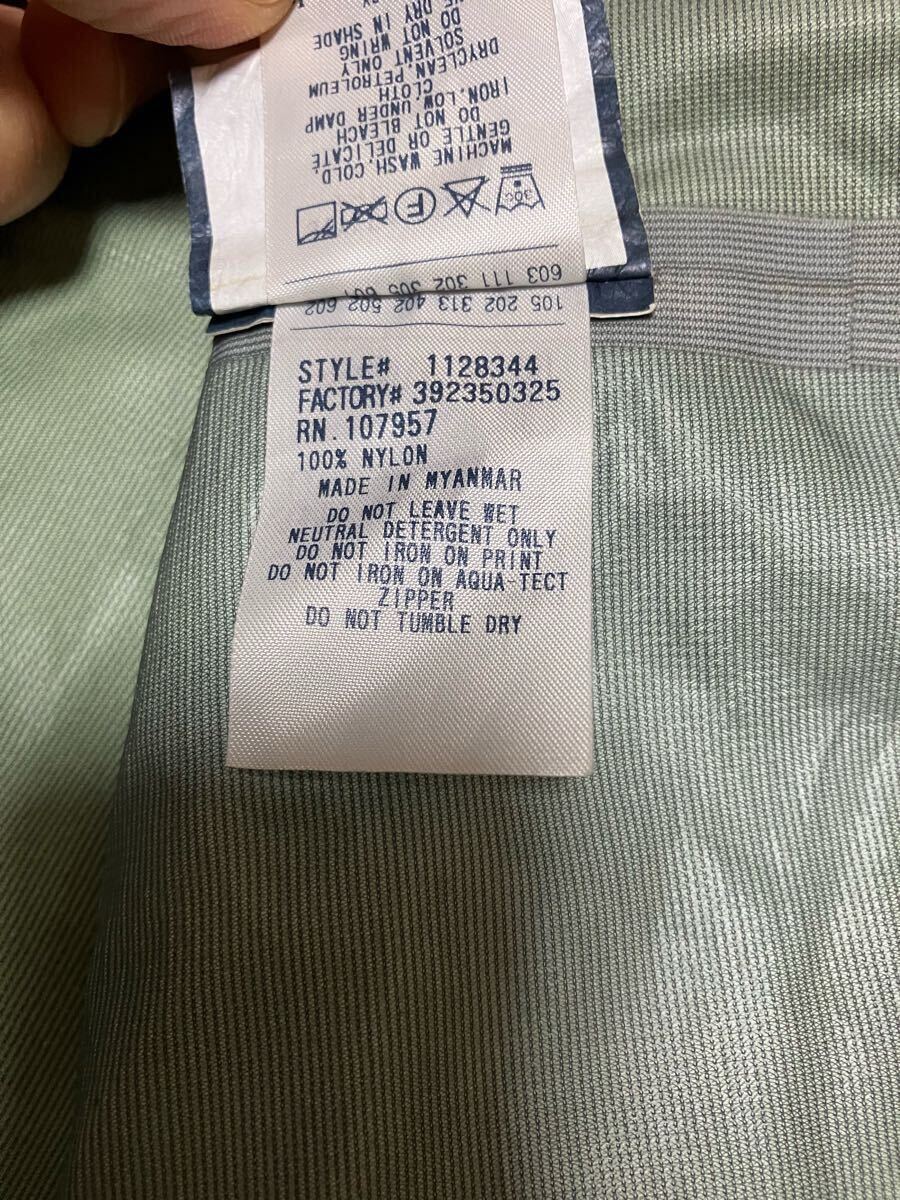 MACHINE WASH COLD,
GENTLE OR DELICATE
DO NOT BLEACH
IRON, LOW, UNDER DAMP
CLOTH
DRYCLEAN, PETROLEUM
SOLVENT ONLY
DO NOT WRING
DRY IN SHADE
30C
F
603 111 302 305
105 202 313 402 502 602
STYLE# 1128344
FACTORY# 392350325
RN.107957
100% NYLON
MADE IN MYANMAR
DO NOT LEAVE WET
NEUTRAL DETERGENT ONLY
DO NOT IRON ON PRINT
DO NOT IRON ON AQUA-TECT
ZIPPER
DO NOT TUMBLE DRY